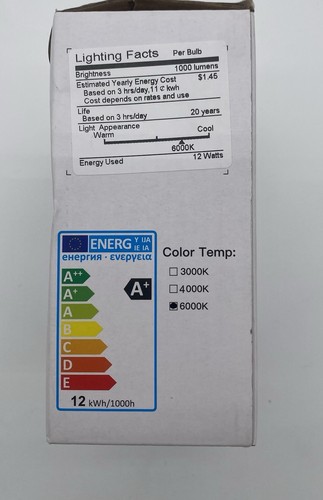 Lighting Facts Per Bulb
Brightness 1000 lumens
Estimated Yearly Energy Cost $1.45
Based on 3 hrs/day,11 ¢ kwh
Cost depends on rates and use
Life
Based on 3 hrs/day 20 years
Light Appearance
Warm Cool
6000K
Energy Used 12 Watts
ENERG Y IJA
IE IA
енергия · ενεργεια
A++
A+
A
B
C
D
E
A+
12 kWh/1000h
Color Temp:
3000K
4000K
6000K